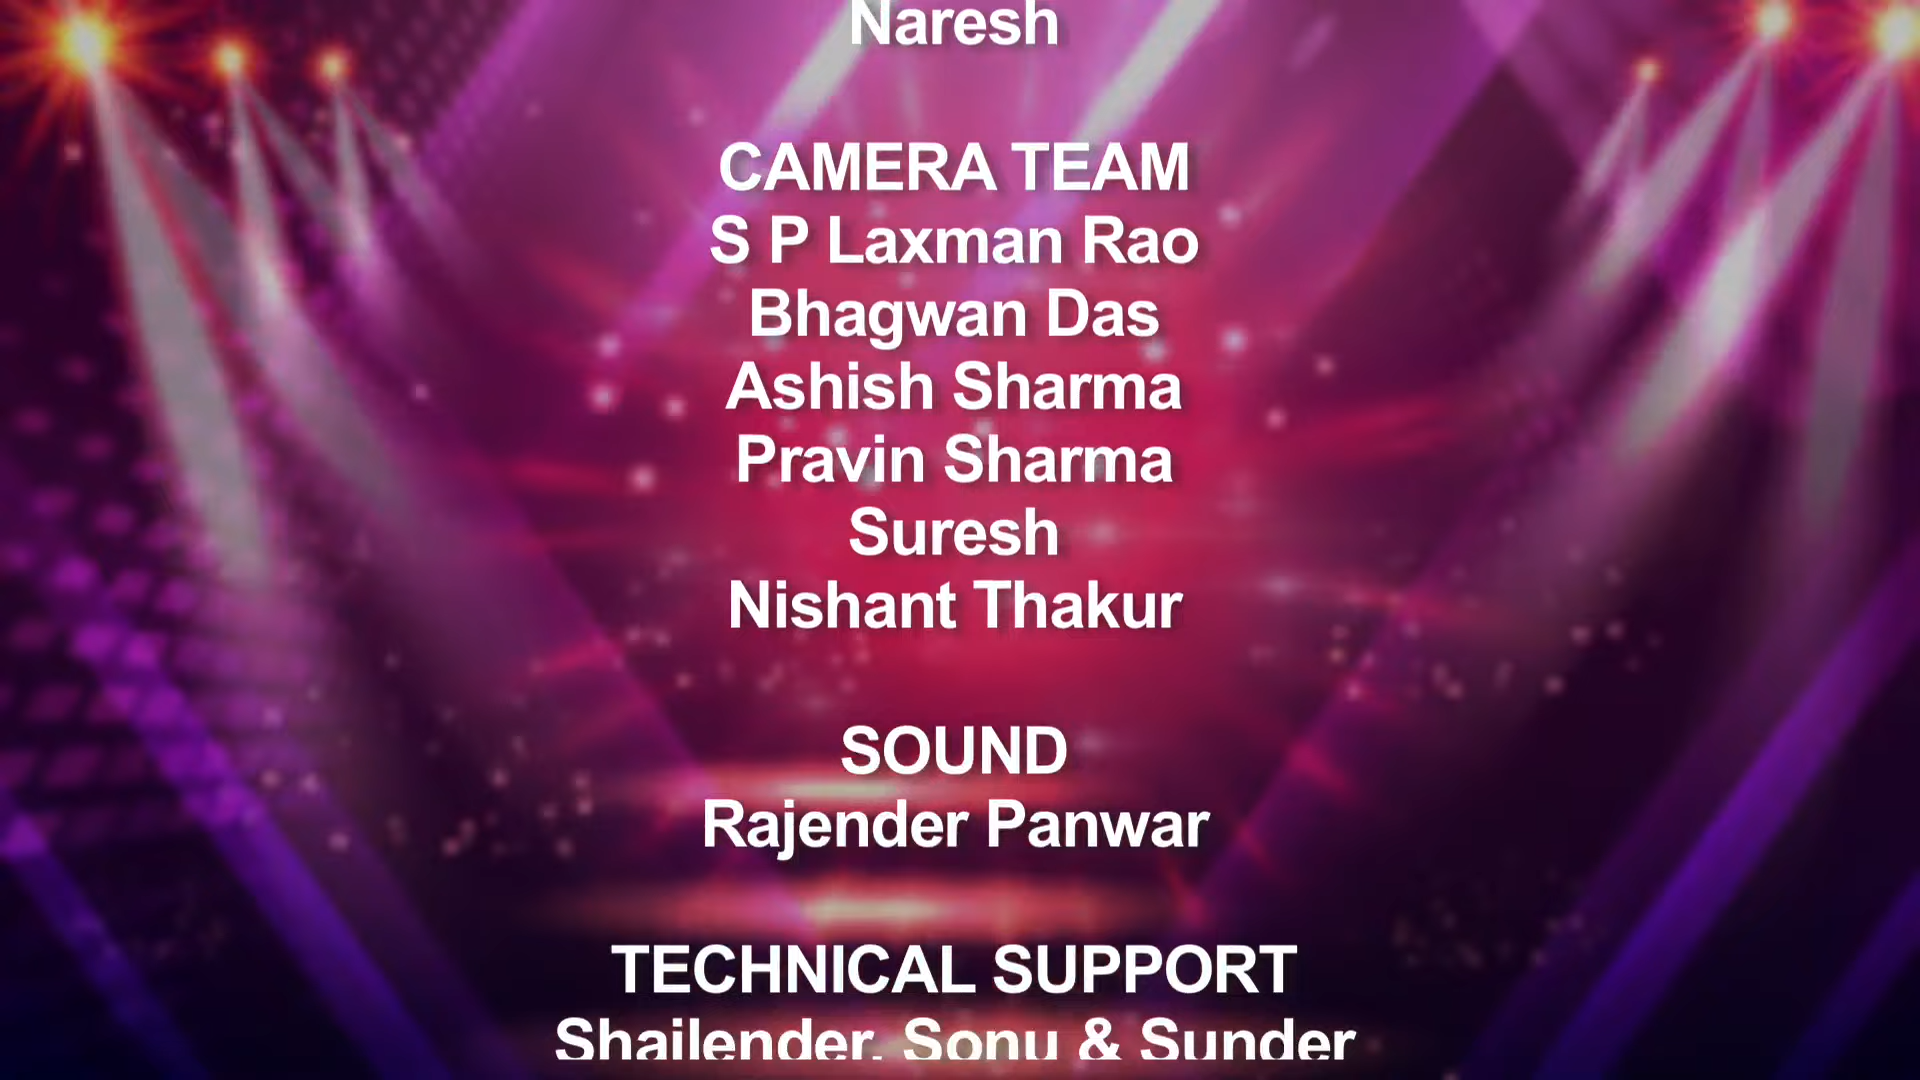 Naresh
CAMERA TEAM
S P Laxman Rao
Bhagwan Das
Ashish Sharma
Pravin Sharma
Suresh
Nishant Thakur
SOUND
Rajender Panwar
TECHNICAL SUPPORT
Shailender, Sonu & Sunder